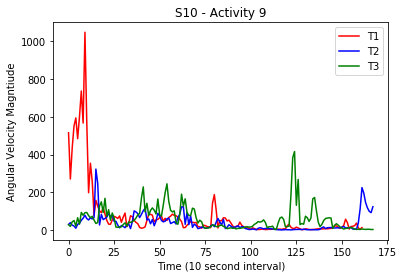 S10 - Activity 9
Angular Velocity Magntiude
1000
800
600
400
200
0
0
25
50
75
100
125
150
175
Time (10 second interval)
T1
T2
T3